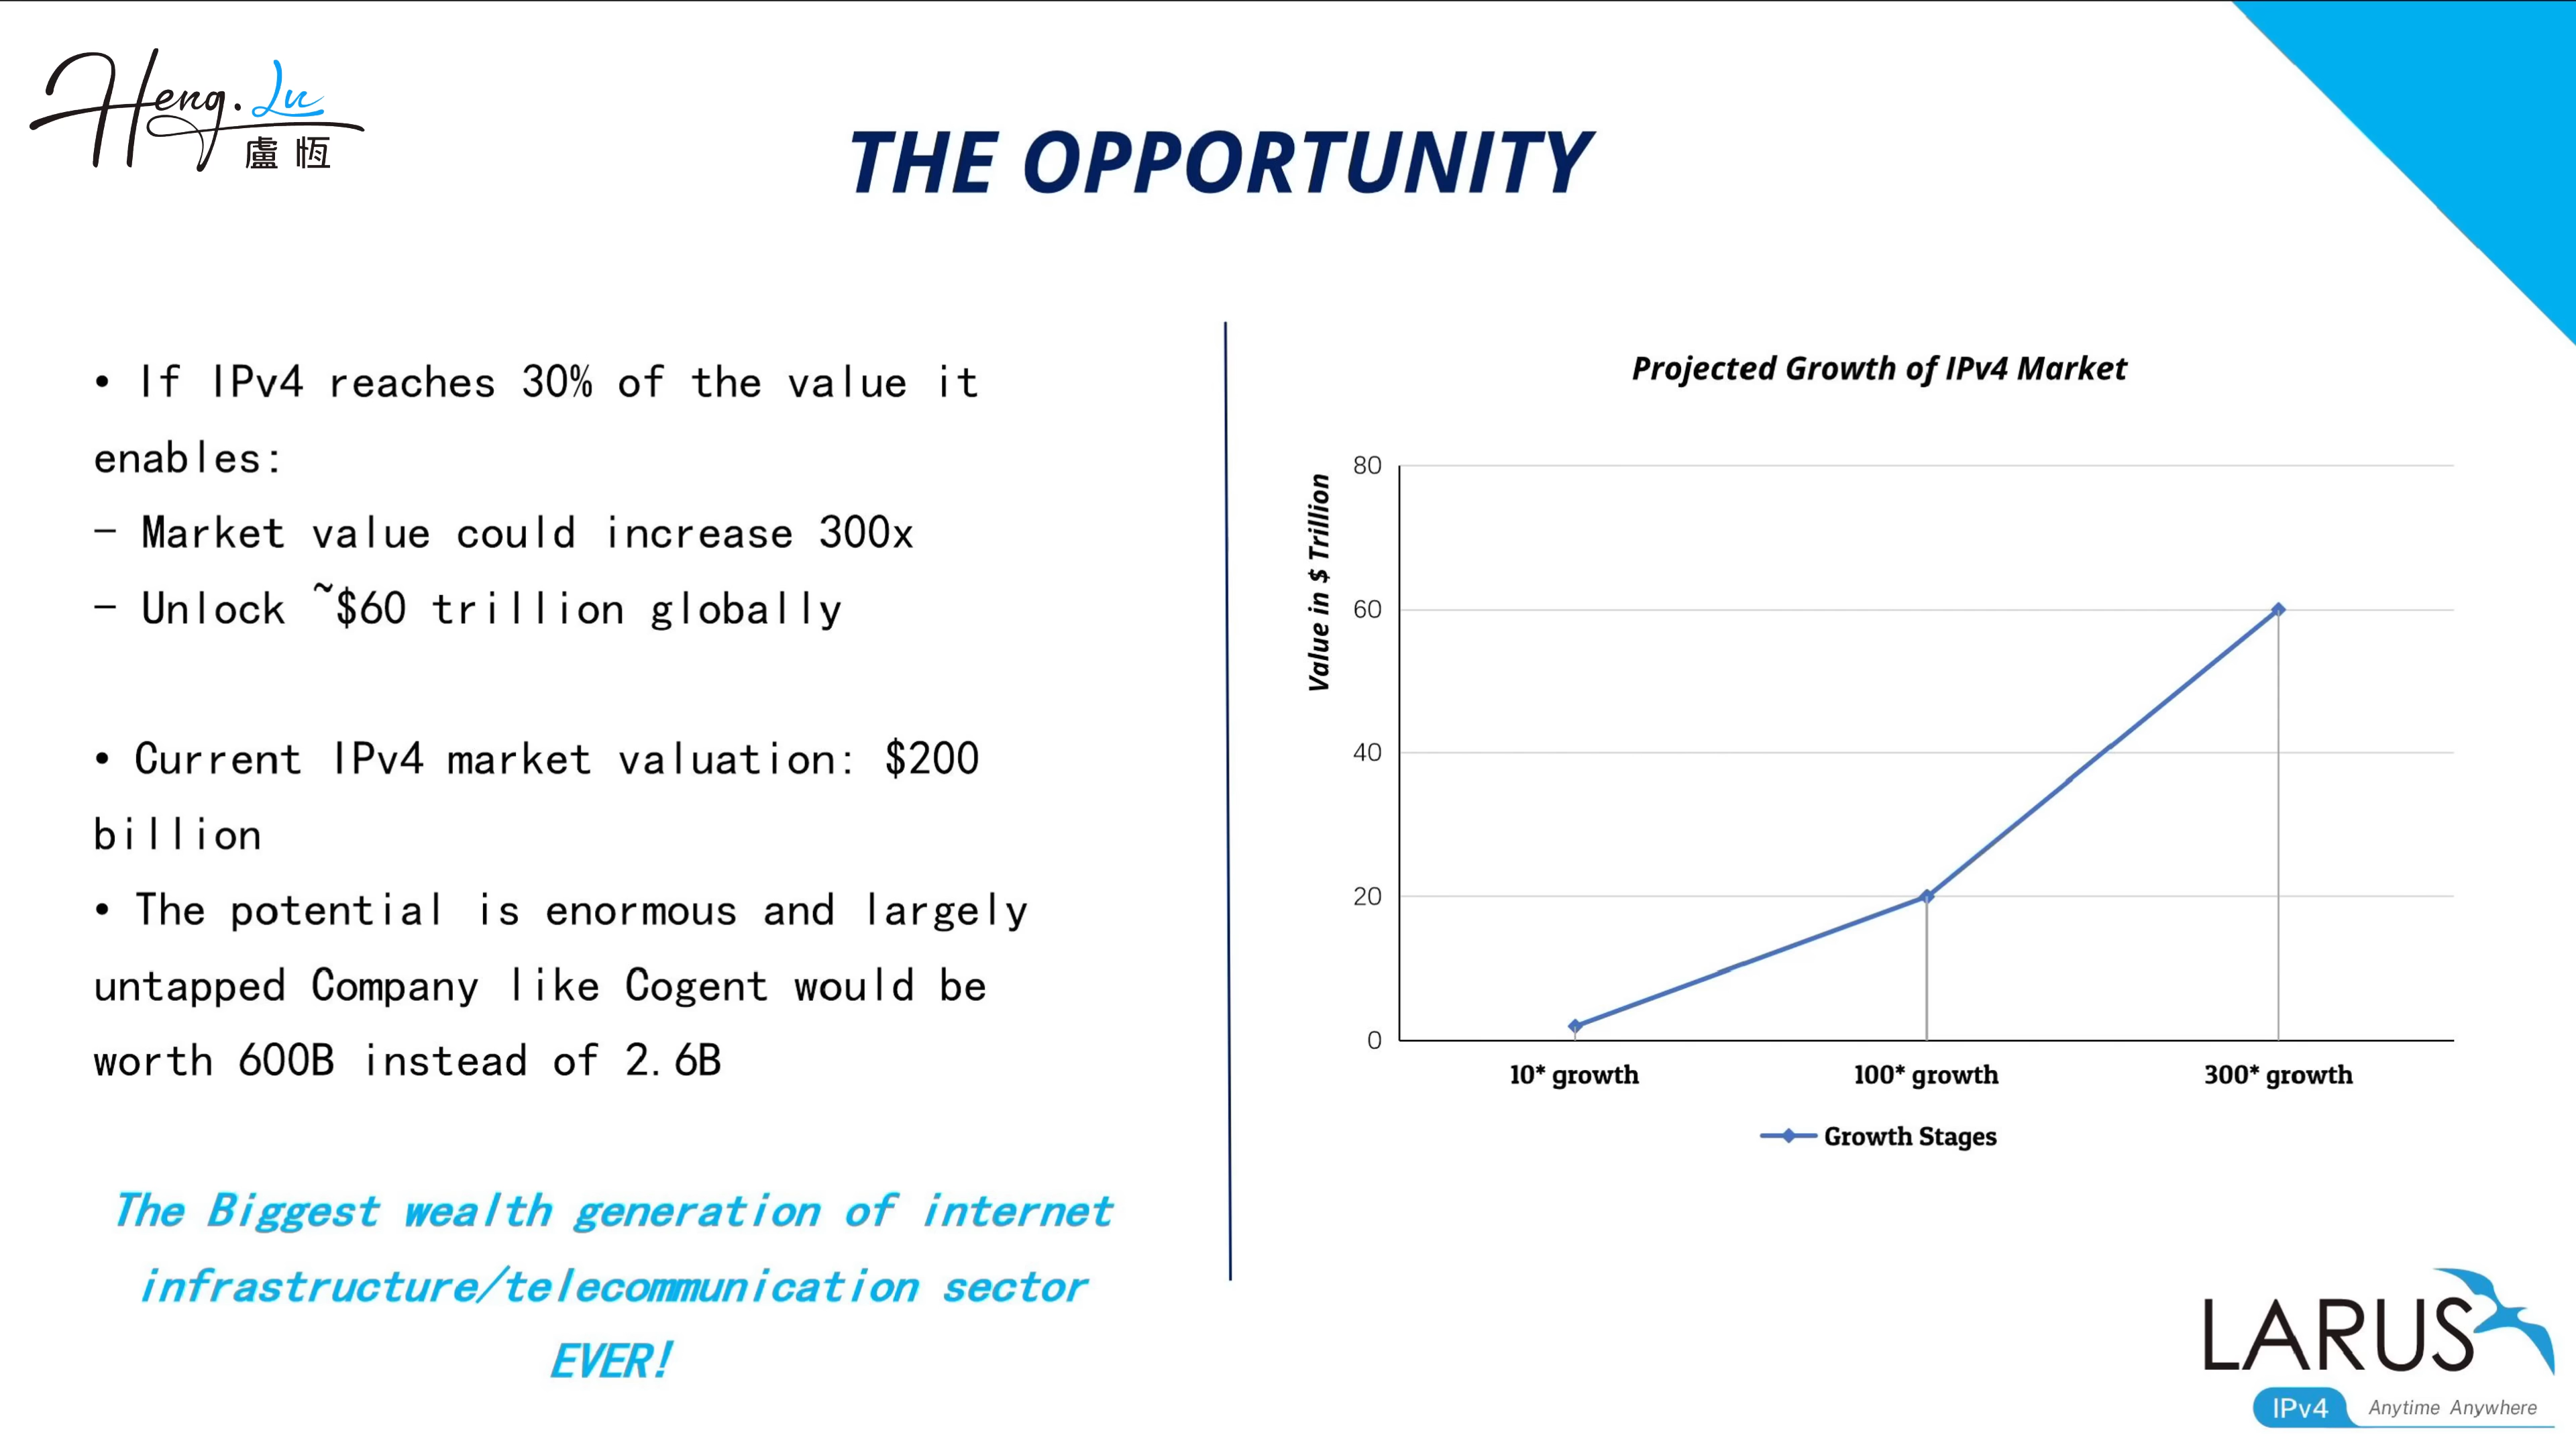 Heng.Lu
盧恆
THE OPPORTUNITY
• If IPv4 reaches 30% of the value it
enables:
- Market value could increase 300x
- Unlock ~$60 trillion globally
• Current IPv4 market valuation: $200
billion
• The potential is enormous and largely
untapped Company like Cogent would be
worth 600B instead of 2.6B
The Biggest wealth generation of internet
infrastructure/telecommunication sector
EVER!
Projected Growth of IPv4 Market
Value in $ Trillion
80
60
40
20
0
10* growth 100* growth 300* growth
Growth Stages
LARUS
IPv4 Anytime Anywhere